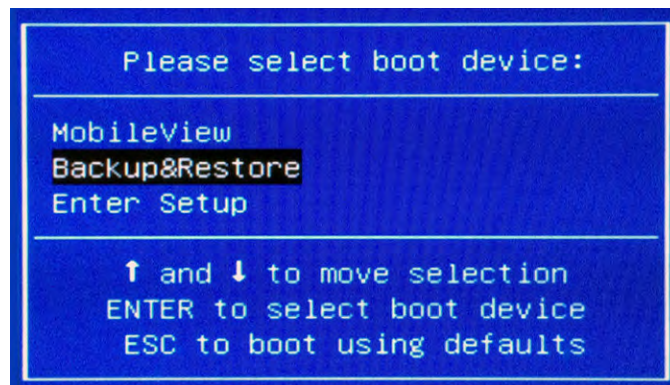 Please select boot device:
MobileView
Backup&Restore
Enter Setup
↑ and ↓ to move selection
ENTER to select boot device
ESC to boot using defaults